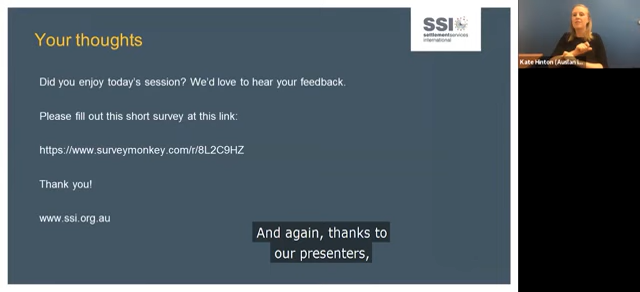 Your thoughts
SSI
settlementservices
international
Did you enjoy today's session? We'd love to hear your feedback.
Please fill out this short survey at this link:
https://www.surveymonkey.com/r/8L2C9HZ
Thank you!
www.ssi.org.au
And again, thanks to
our presenters,
Kate Hinton (Auslan